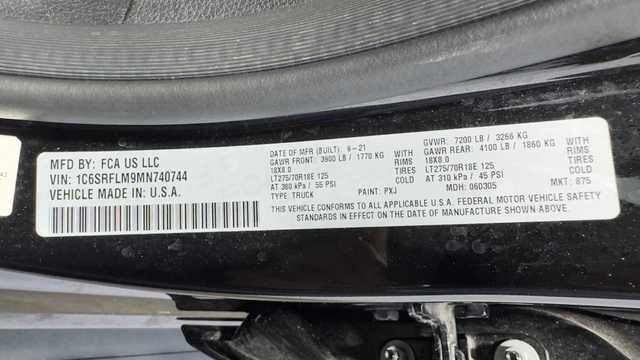 MFD BY: FCA US LLC
VIN: 1C6SRFLM9MN740744
VEHICLE MADE IN U.S.A.
DATE OF MFR (BUILT): 6-21
GAWR FRONT: 3900 LB / 1770 KG
18X8.0
LT275/70R18E 125 TIRES
AT 380 kPa / 55 PSI COLD
TYPE: TRUCK PAINT: PXJ
GVWR: 7200 LB / 3266 KG
GAWR REAR: 4100 LB / 1860 KG
18X8.0
LT275/70R18E 125 TIRES
AT 310 kPa / 45 PSI COLD
MDH: 060305 MKT: 875
THIS VEHICLE CONFORMS TO ALL APPLICABLE U.S.A. FEDERAL MOTOR VEHICLE SAFETY
STANDARDS IN EFFECT ON THE DATE OF MANUFACTURE SHOWN ABOVE.